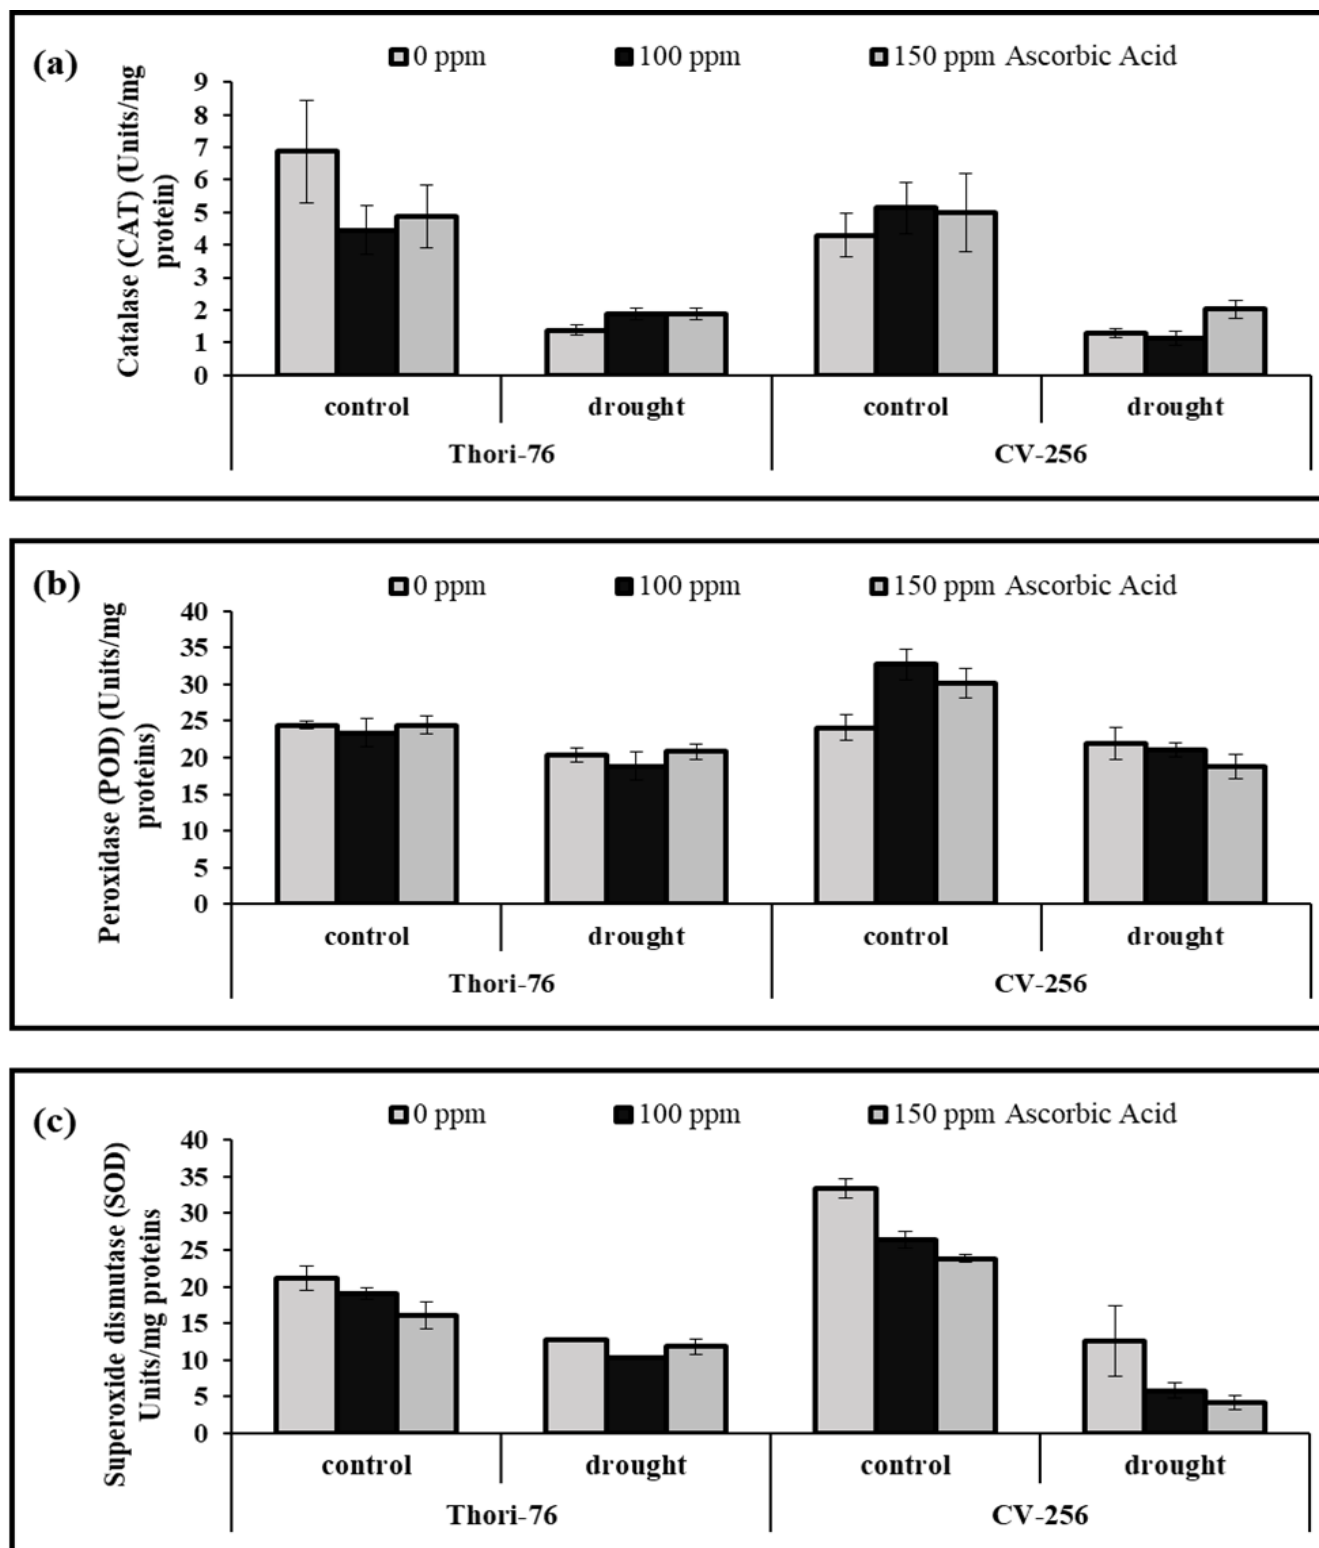 (a)
0 ppm 100 ppm 150 ppm Ascorbic Acid
Catalase (CAT) (Units/mg
protein)
9
8
7
6
5
4
3
2
1
0
control drought control drought
Thori-76 CV-256
(b)
0 ppm 100 ppm 150 ppm Ascorbic Acid
Peroxidase (POD) (Units/mg
proteins)
40
35
30
25
20
15
10
5
0
control drought control drought
Thori-76 CV-256
(c)
0 ppm 100 ppm 150 ppm Ascorbic Acid
Superoxide dismutase (SOD)
Units/mg proteins
40
35
30
25
20
15
10
5
0
control drought control drought
Thori-76 CV-256